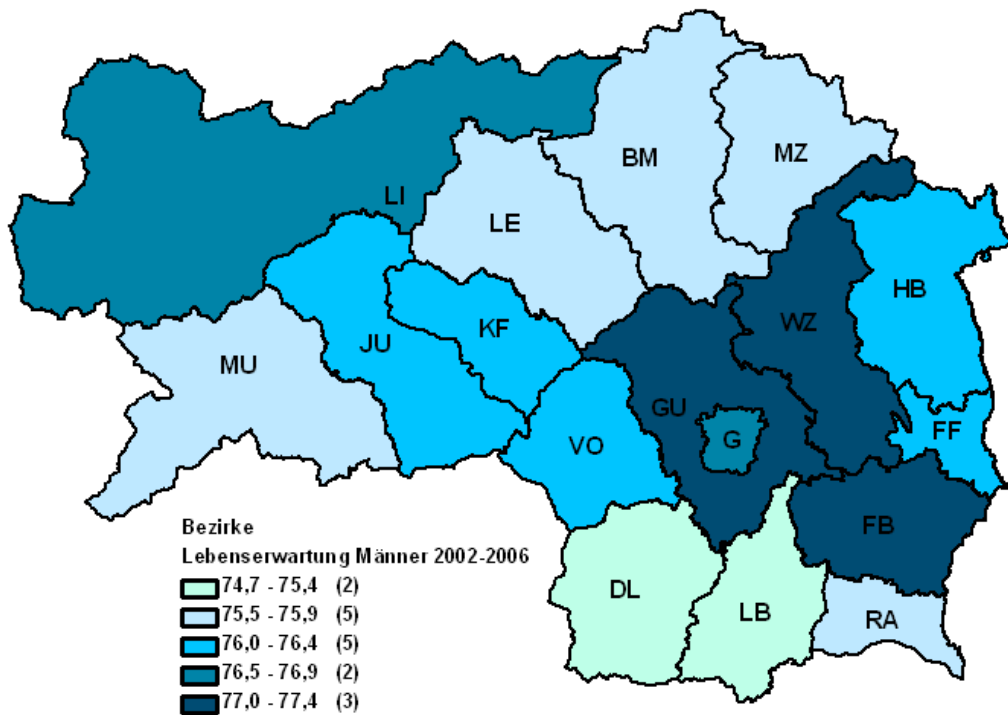 BM
MZ
LI
LE
HB
WZ
KF
JU
MU
GU
G
FF
VO
FB
DL
LB
RA
Bezirke
Lebenserwartung Männer 2002-2006
74,7 - 75,4 (2)
75,5 - 75,9 (5)
76,0 - 76,4 (5)
76,5 - 76,9 (2)
77,0 - 77,4 (3)